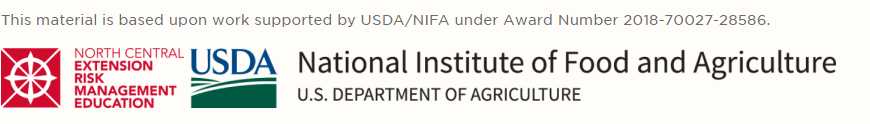 This material is based upon work supported by USDA/NIFA under Award Number 2018-70027-28586.
NORTH CENTRAL
EXTENSION
RISK
MANAGEMENT
EDUCATION
USDA
National Institute of Food and Agriculture
U.S. DEPARTMENT OF AGRICULTURE